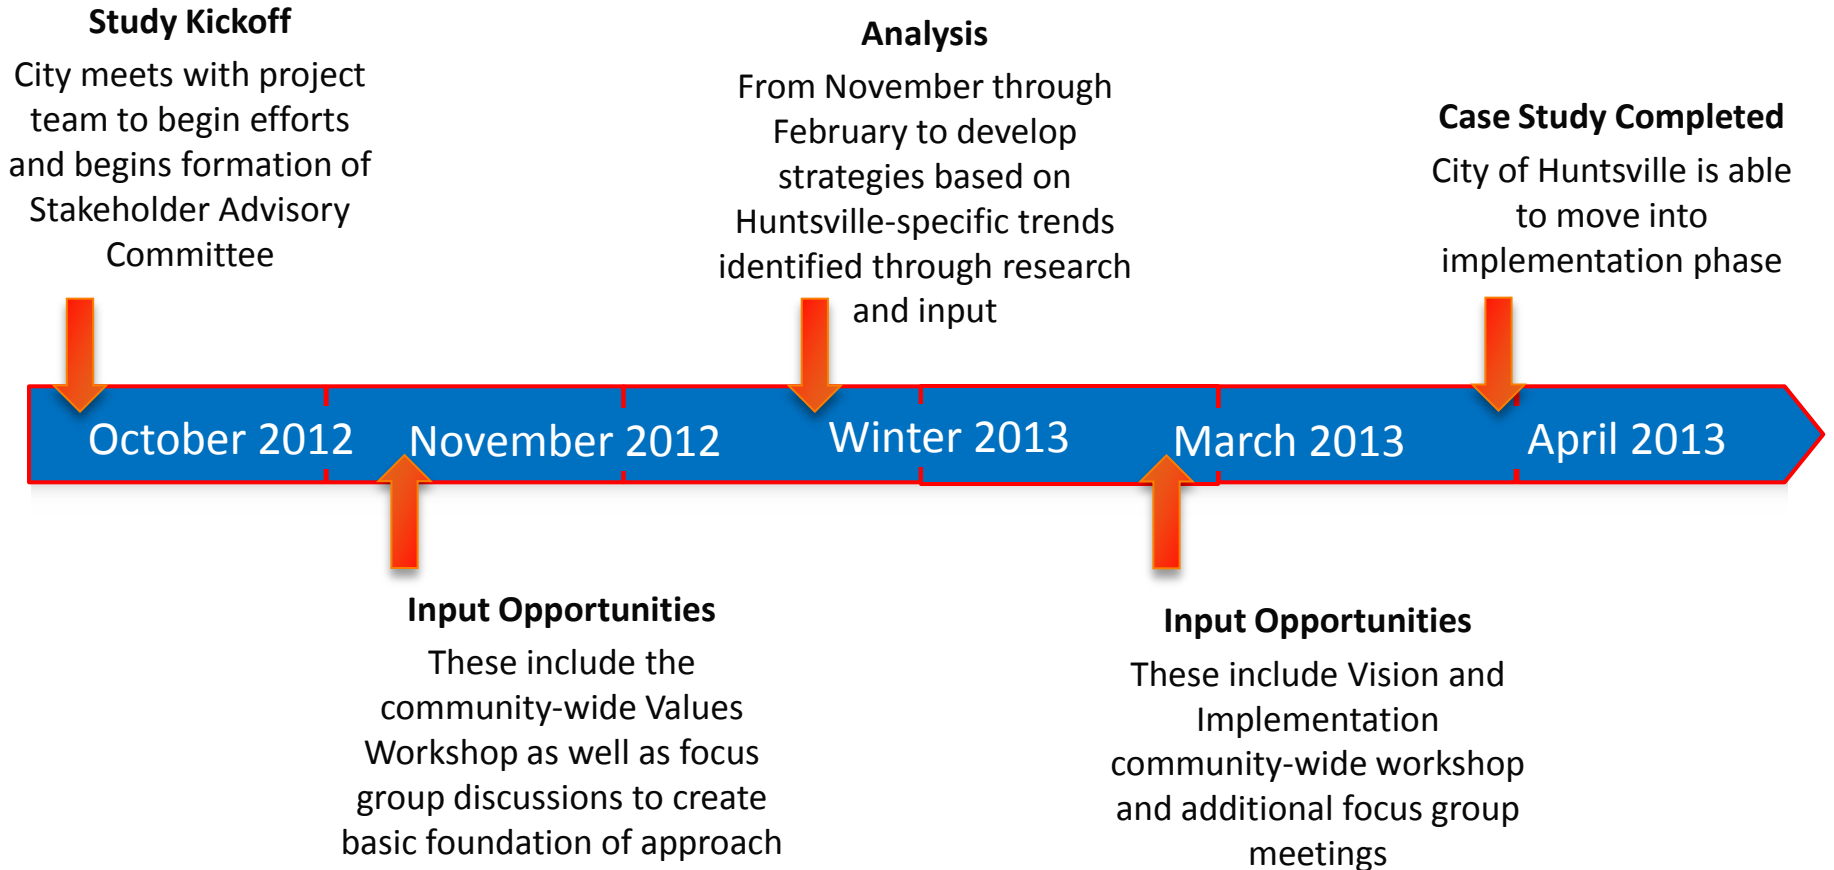 Study Kickoff
City meets with project
team to begin efforts
and begins formation of
Stakeholder Advisory
Committee
Analysis
From November through
February to develop
strategies based on
Huntsville-specific trends
identified through research
and input
Case Study Completed
City of Huntsville is able
to move into
implementation phase
October 2012
November 2012
Winter 2013
March 2013
April 2013
Input Opportunities
These include the
community-wide Values
Workshop as well as focus
group discussions to create
basic foundation of approach
Input Opportunities
These include Vision and
Implementation
community-wide workshop
and additional focus group
meetings